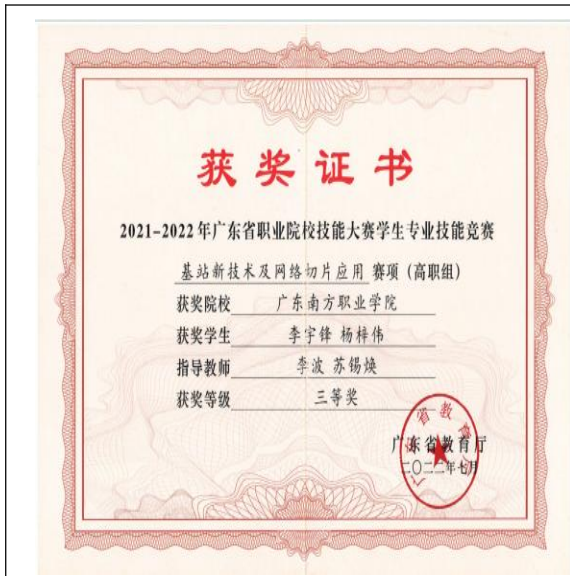 获奖证书
2021-2022年广东省职业院校技能大赛学生专业技能竞赛
基站新技术及网络切片应用 赛项（高职组）
获奖院校 广东南方职业学院
获奖学生 李宇锋 杨梓伟
指导教师 李波 苏锡焕
获奖等级 三等奖
广东省教育厅
二〇二二年七月